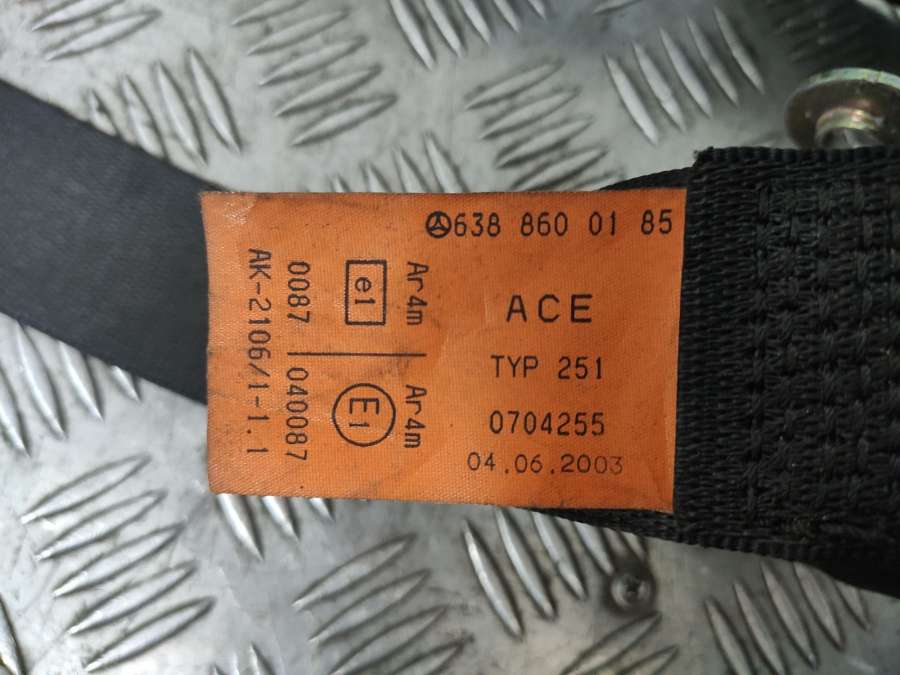 638 860 01 85
ACE
TYP 251
0704255
04.06.2003
Ar4m Ar4m
e1 E1
0087 040087
AK-2106/1-1.1